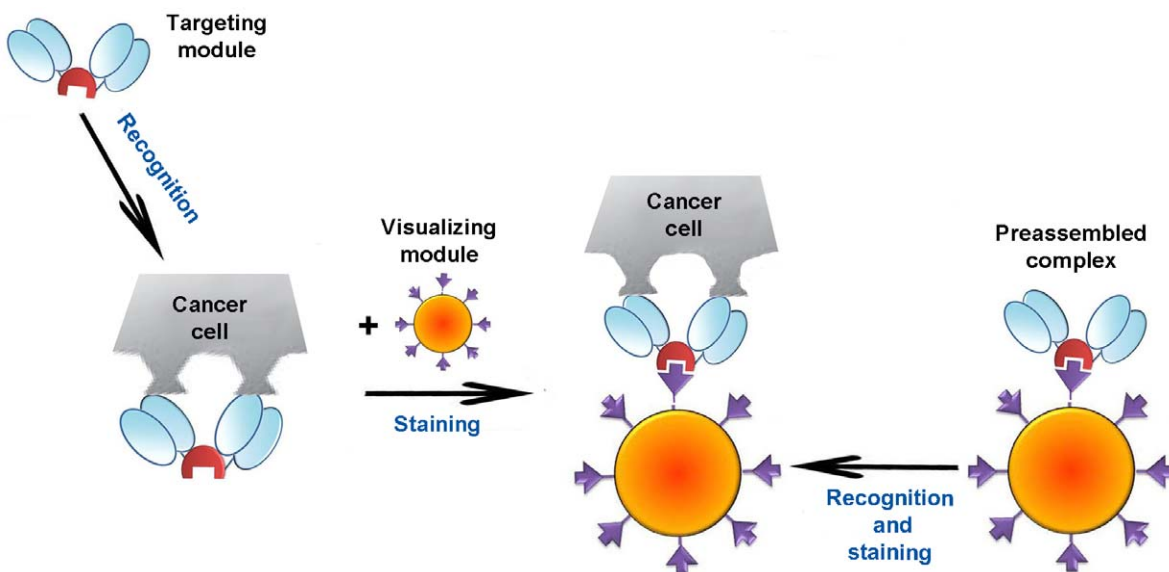 Targeting
module
Recognition
Cancer
cell
Visualizing
module
+
Staining
Cancer
cell
Preassembled
complex
Recognition
and
staining